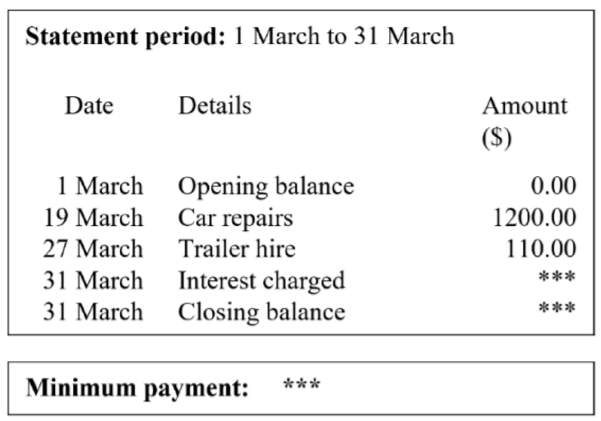 Statement period: 1 March to 31 March
Date Details Amount
($)
1 March Opening balance 0.00
19 March Car repairs 1200.00
27 March Trailer hire 110.00
31 March Interest charged ***
31 March Closing balance ***
Minimum payment: ***